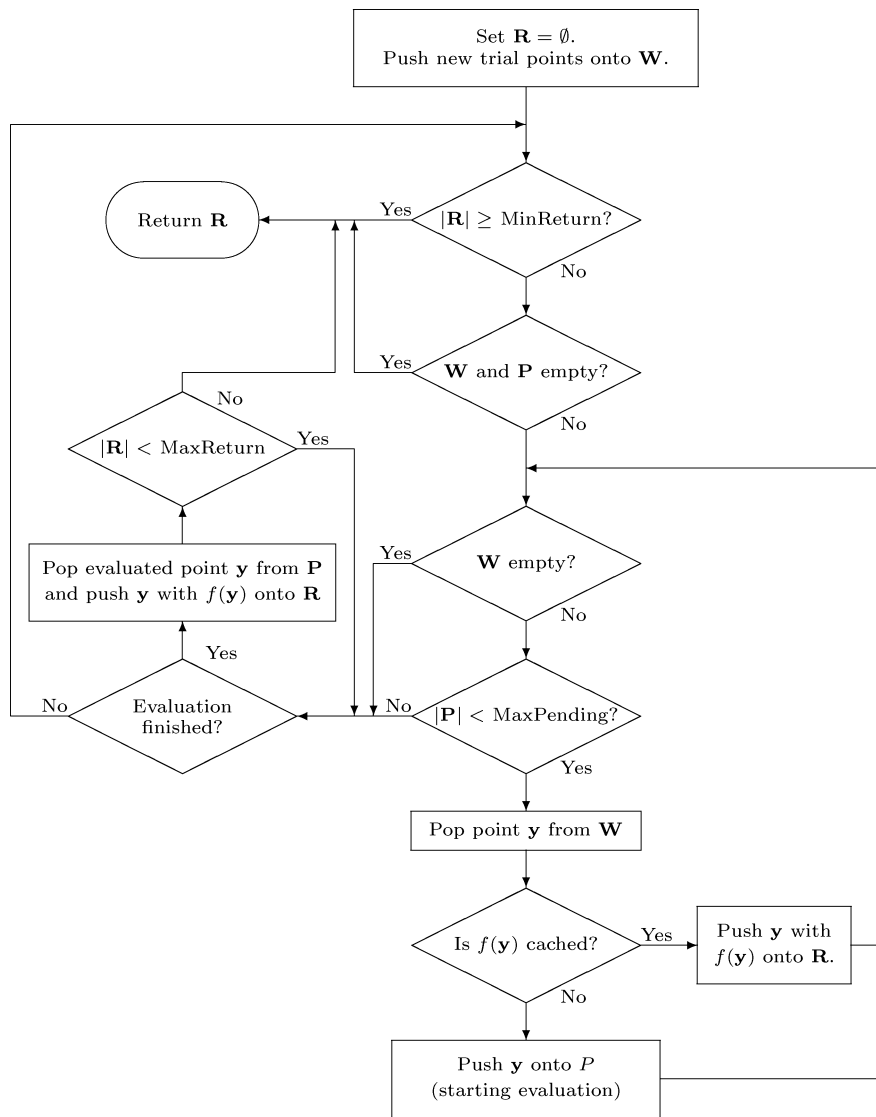 Set R = ∅.
Push new trial points onto W.
Return R
Yes
|R| ≥ MinReturn?
No
Yes
W and P empty?
No
No
|R| < MaxReturn
Yes
Yes
W empty?
No
Pop evaluated point y from P
and push y with f(y) onto R
Yes
No
Evaluation
finished?
No
|P| < MaxPending?
Yes
Pop point y from W
Is f(y) cached?
Yes
No
Push y with
f(y) onto R.
Push y onto P
(starting evaluation)